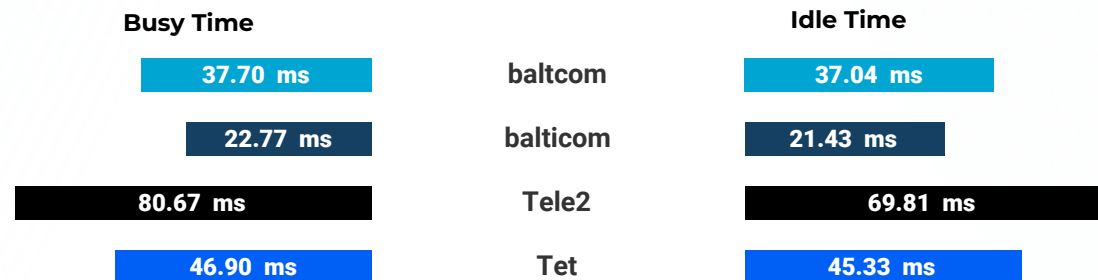 Busy Time Idle Time
37.70 ms baltcom 37.04 ms
22.77 ms balticom 21.43 ms
80.67 ms Tele2 69.81 ms
46.90 ms Tet 45.33 ms